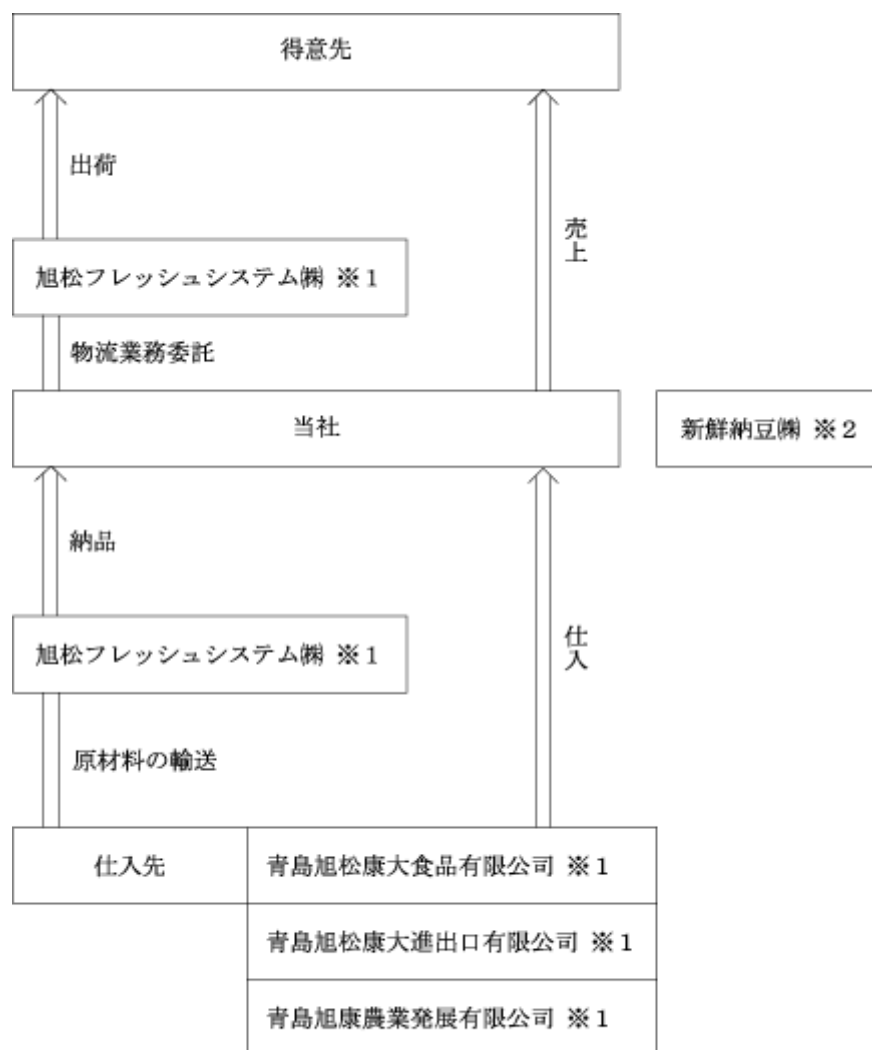 得意先
出荷
売上
旭松フレッシュシステム㈱ ※1
物流業務委託
当社
新鮮納豆㈱ ※2
納品
仕入
旭松フレッシュシステム㈱ ※1
原材料の輸送
仕入先
青島旭松康大食品有限公司 ※1
青島旭松康大進出口有限公司 ※1
青島旭康農業発展有限公司 ※1